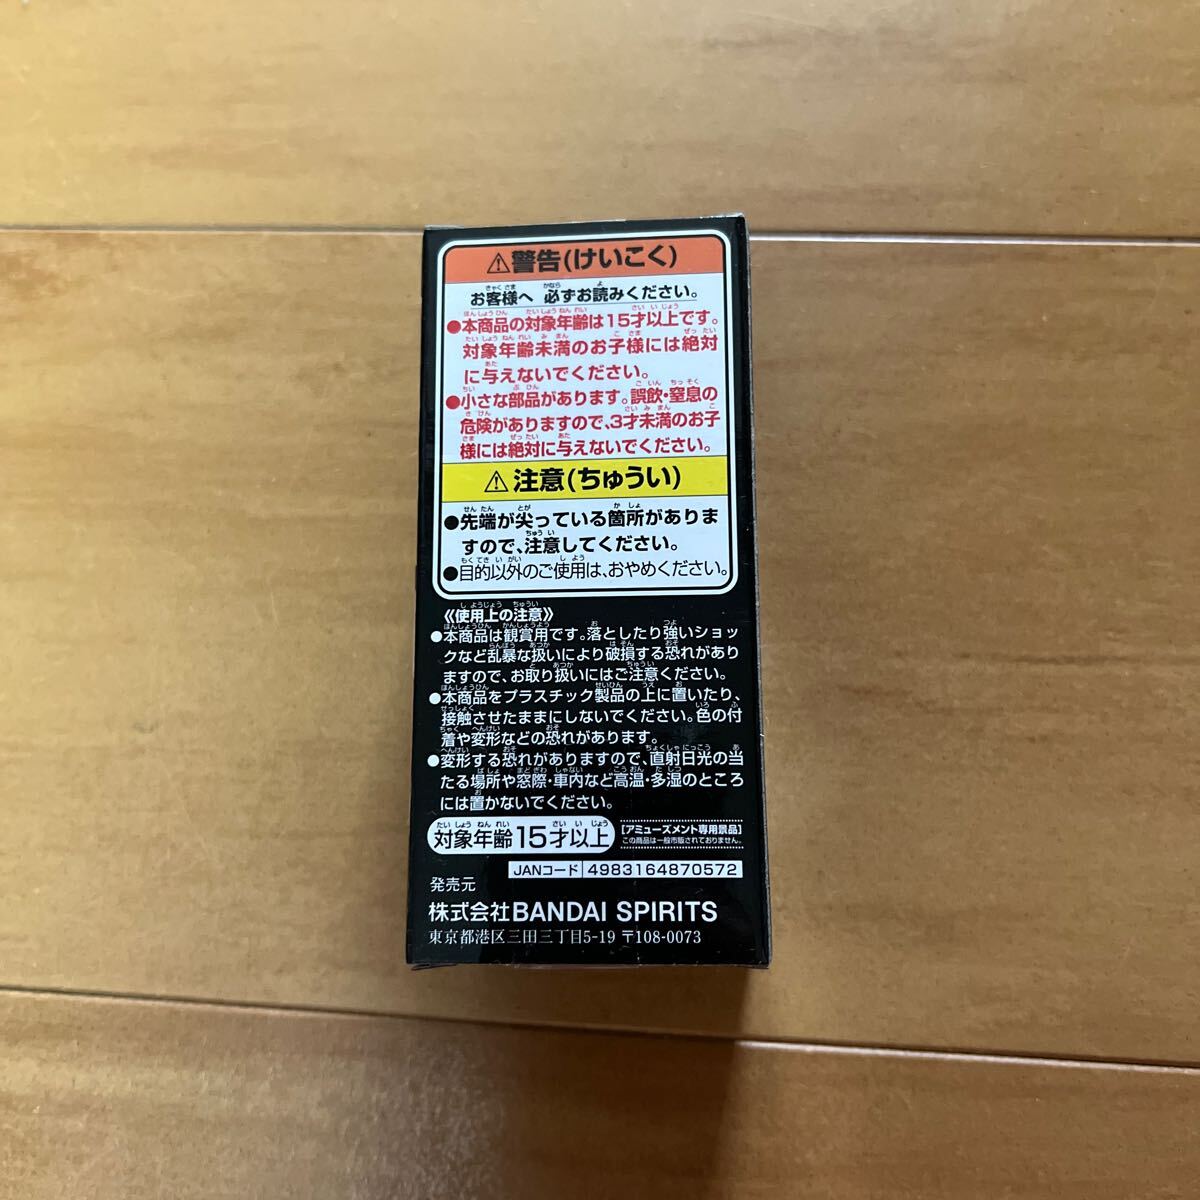 ⚠警告(けいこく)
お客様へ 必ずお読みください。
●本商品の対象年齢は15才以上です。
対象年齢未満のお子様には絶対
に与えないでください。
●小さな部品があります。誤飲・窒息の
危険がありますので、3才未満のお子
様には絶対に与えないでください。
⚠注意(ちゅうい)
●先端が尖っている箇所がありま
すので、注意してください。
●目的以外のご使用は、おやめください。
《使用上の注意》
●本商品は観賞用です。落としたり強いショッ
クなど乱暴な扱いにより破損する恐れがあり
ますので、お取り扱いにはご注意ください。
●本商品をプラスチック製品の上に置いたり、
接触させたままにしないでください。色の付
着や変形などの恐れがあります。
●変形する恐れがありますので、直射日光の当
たる場所や窓際・車内など高温・多湿のところ
には置かないでください。
対象年齢15才以上
[アミューズメント専用景品]
この商品は一般市販されておりません。
JANコード 4983164870572
発売元
株式会社BANDAI SPIRITS
東京都港区三田三丁目5-19 〒108-0073